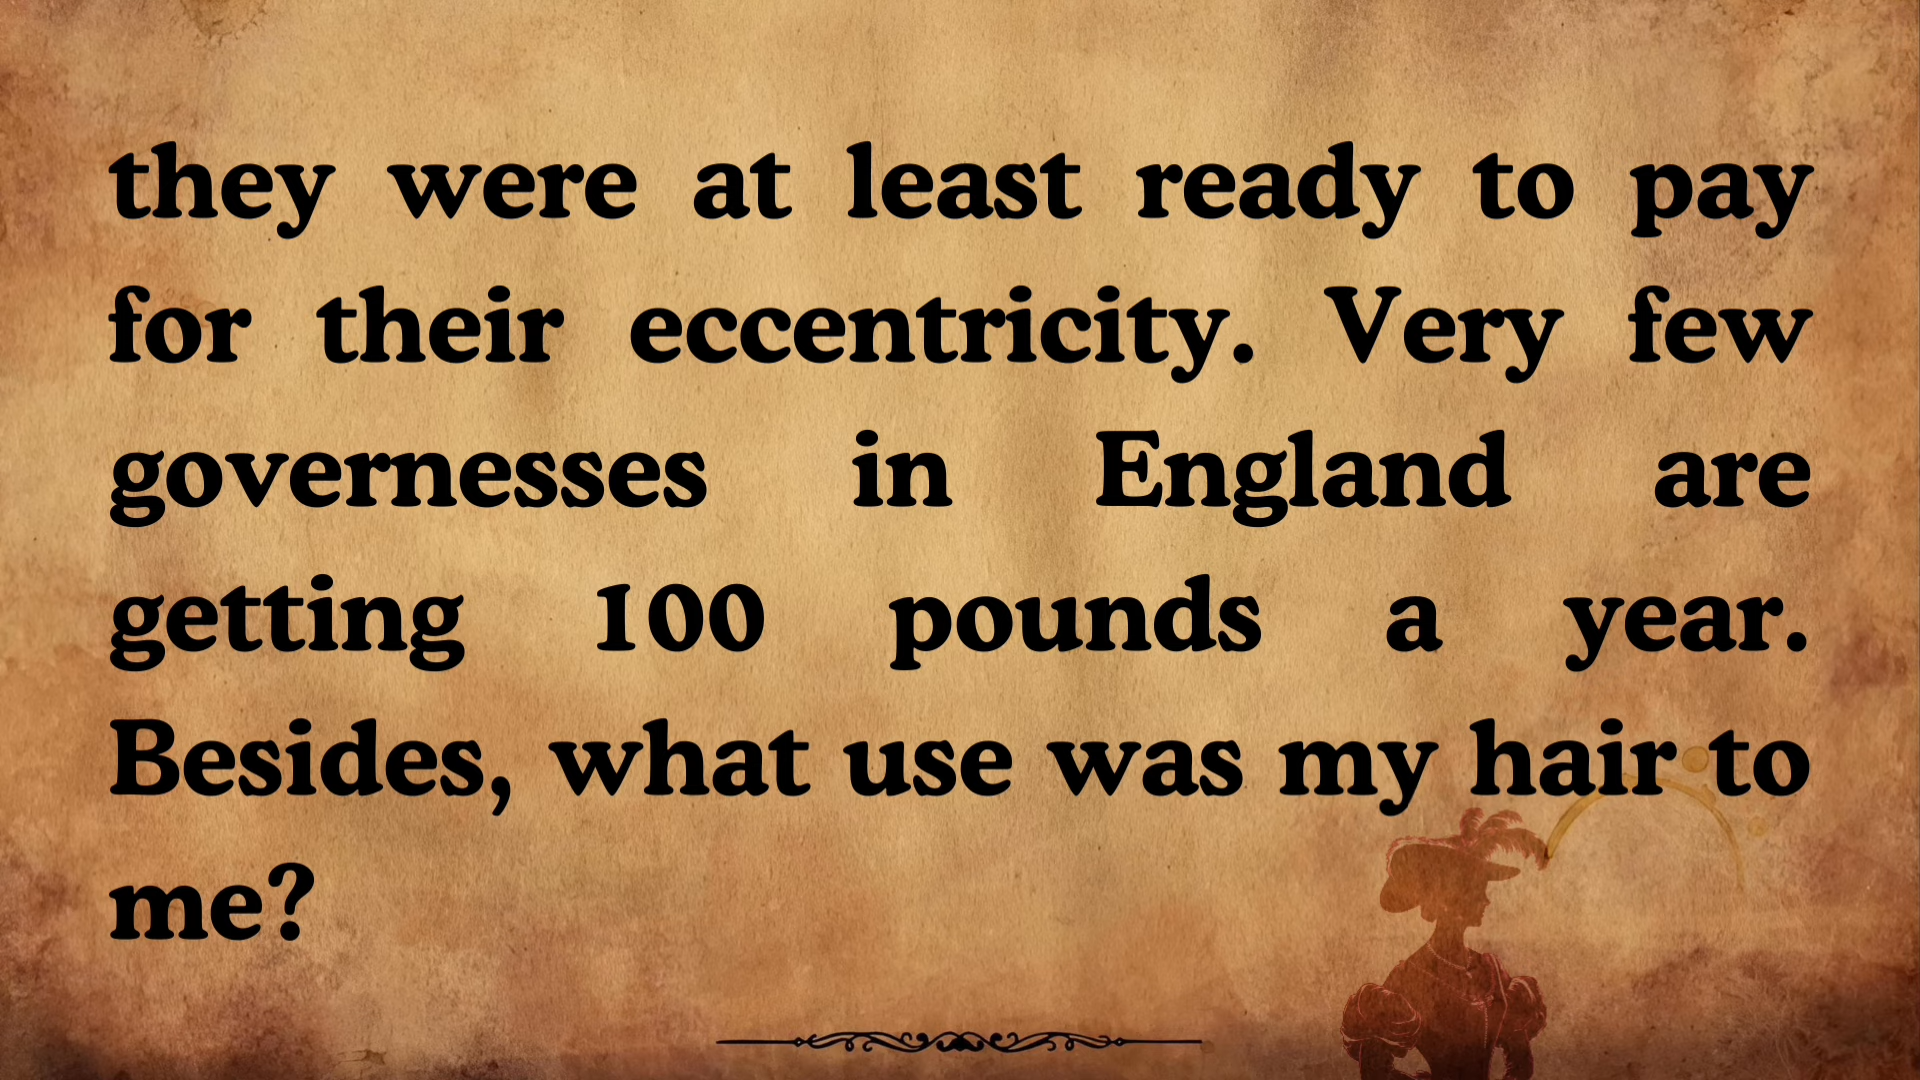 they were at least ready to pay
for their eccentricity. Very few
governesses in England are
getting 100 pounds a year.
Besides, what use was my hair to
me?